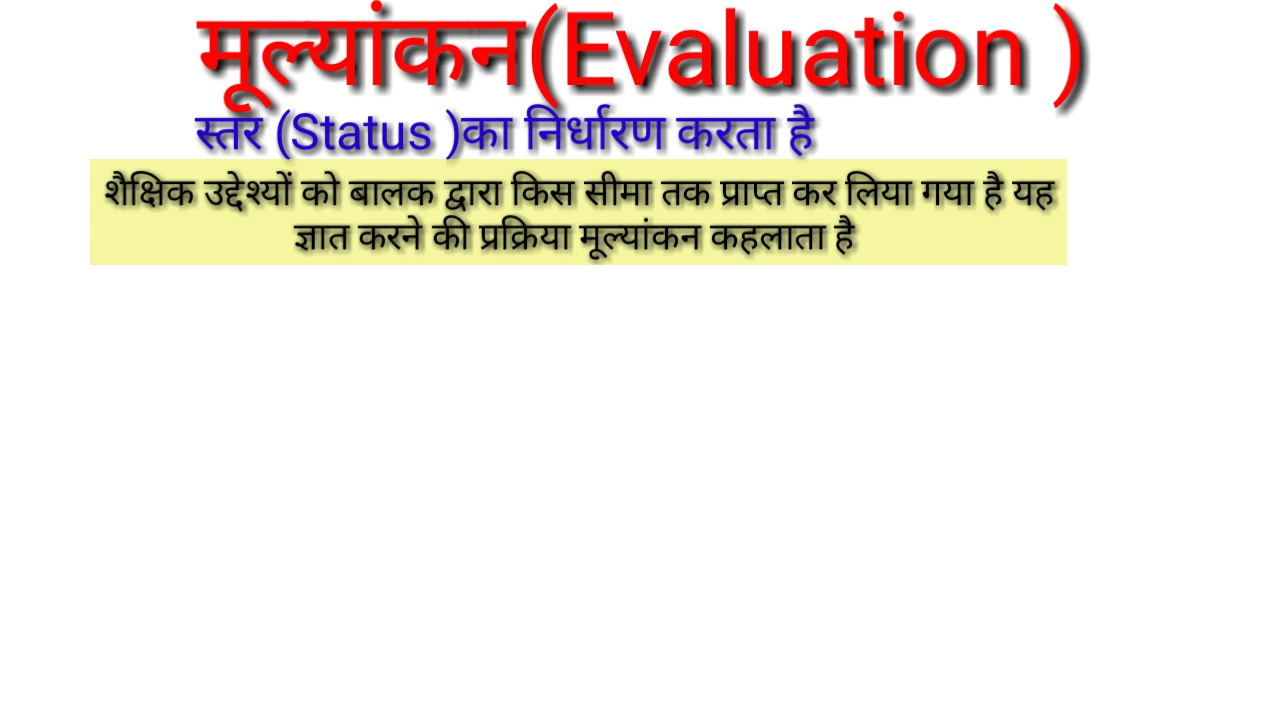 मूल्यांकन(Evaluation )
स्तर (Status )का निर्धारण करता है
शैक्षिक उद्देश्यों को बालक द्वारा किस सीमा तक प्राप्त कर लिया गया है यह
ज्ञात करने की प्रक्रिया मूल्यांकन कहलाता है